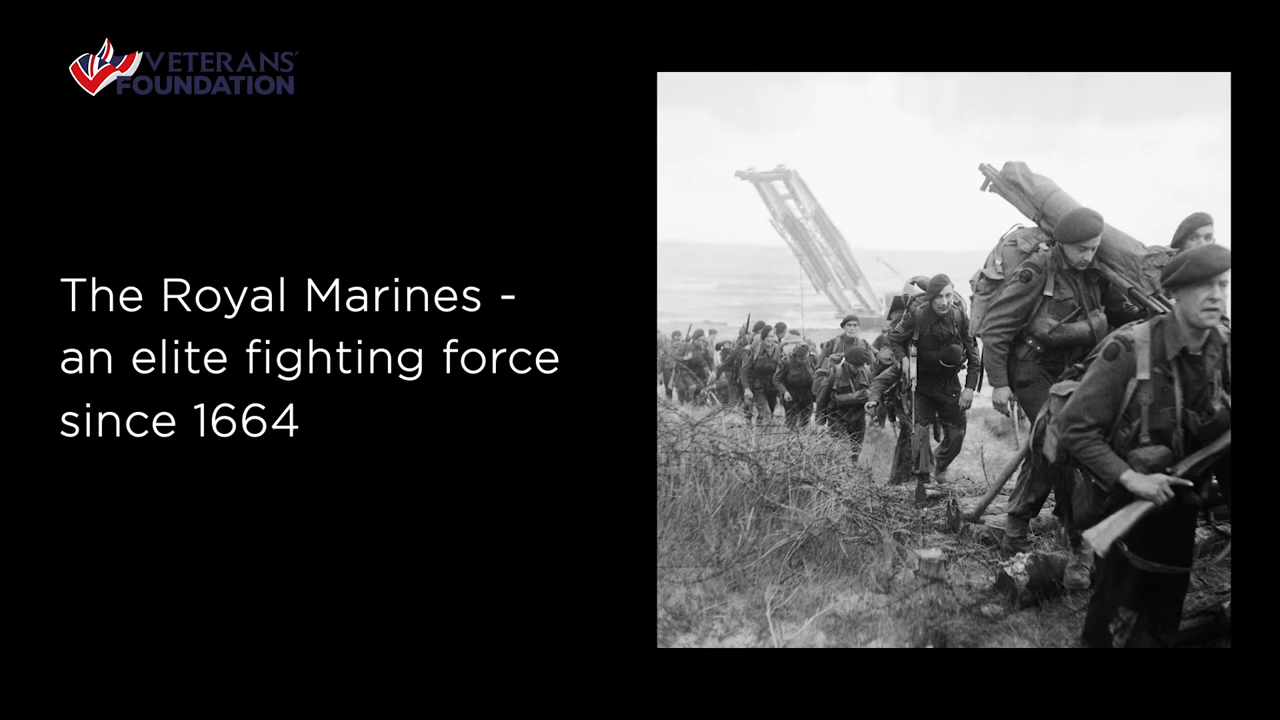 VETERANS'
FOUNDATION
The Royal Marines -
an elite fighting force
since 1664